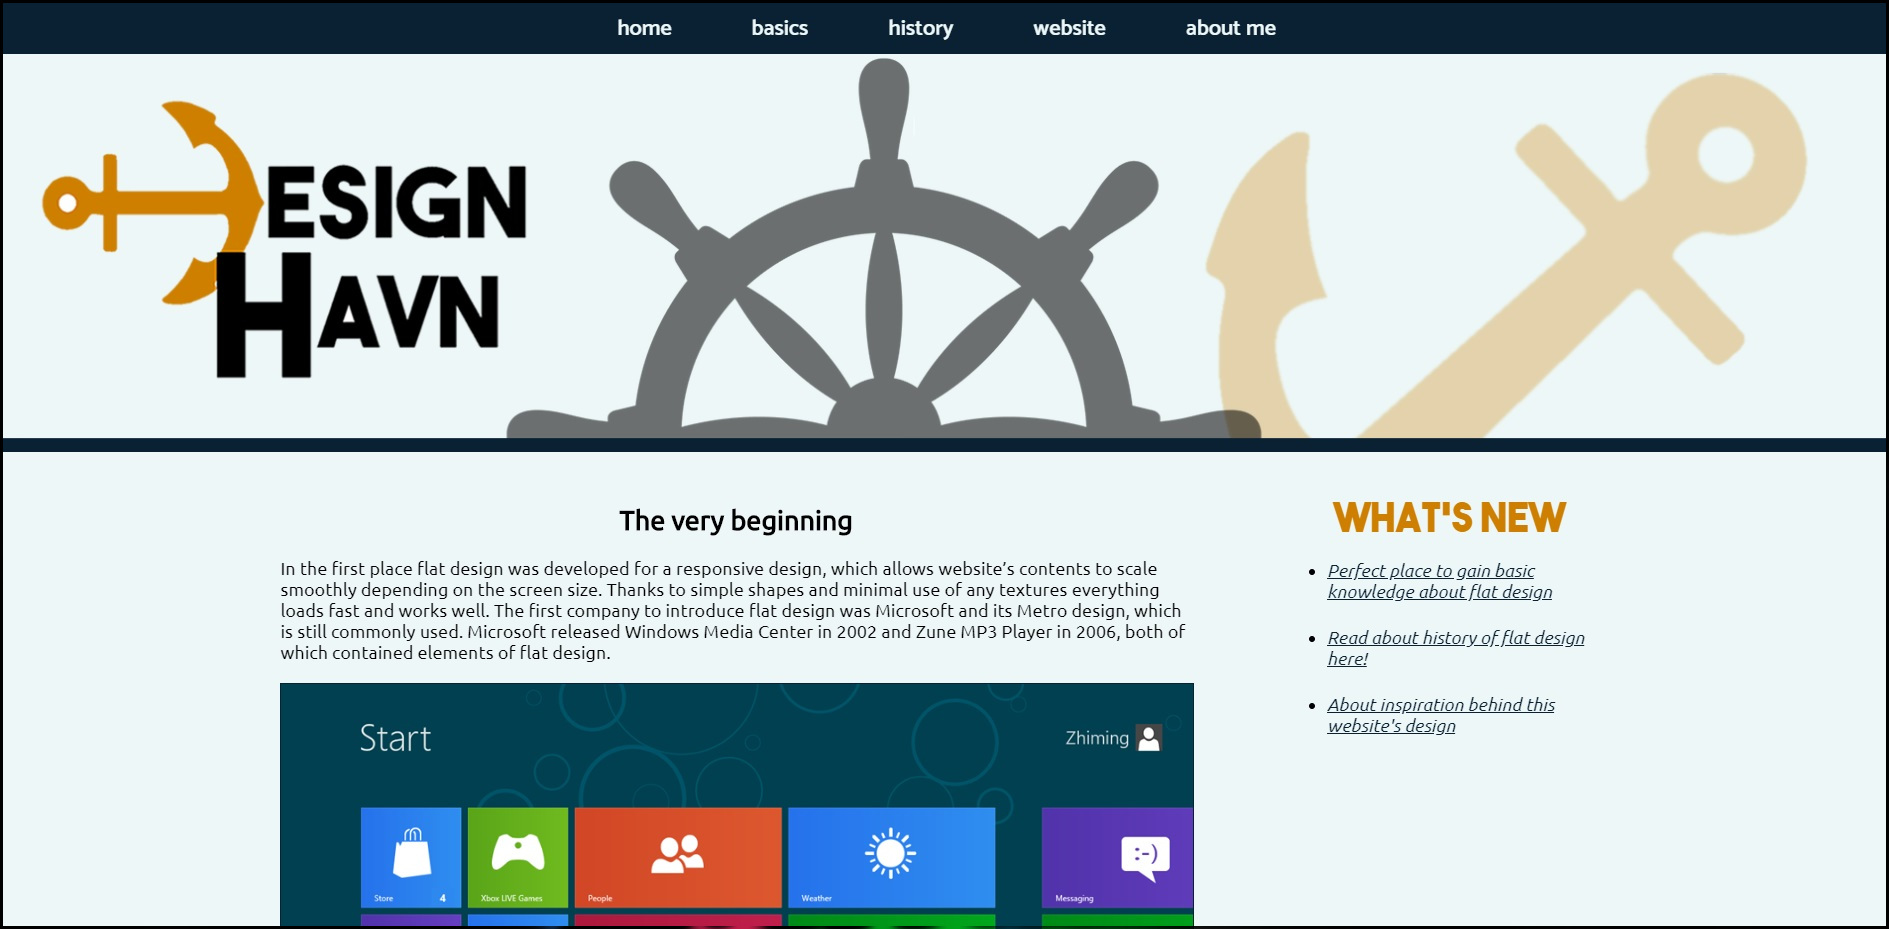 home basics history website about me
ESIGN
HAVN
The very beginning
In the first place flat design was developed for a responsive design, which allows website’s contents to scale
smoothly depending on the screen size. Thanks to simple shapes and minimal use of any textures everything
loads fast and works well. The first company to introduce flat design was Microsoft and its Metro design, which
is still commonly used. Microsoft released Windows Media Center in 2002 and Zune MP3 Player in 2006, both of
which contained elements of flat design.
Start
Zhiming
Store 4
Xbox LIVE Games
People
Weather
Messaging
:-)
WHAT'S NEW
Perfect place to gain basic
knowledge about flat design
Read about history of flat design
here!
About inspiration behind this
website's design